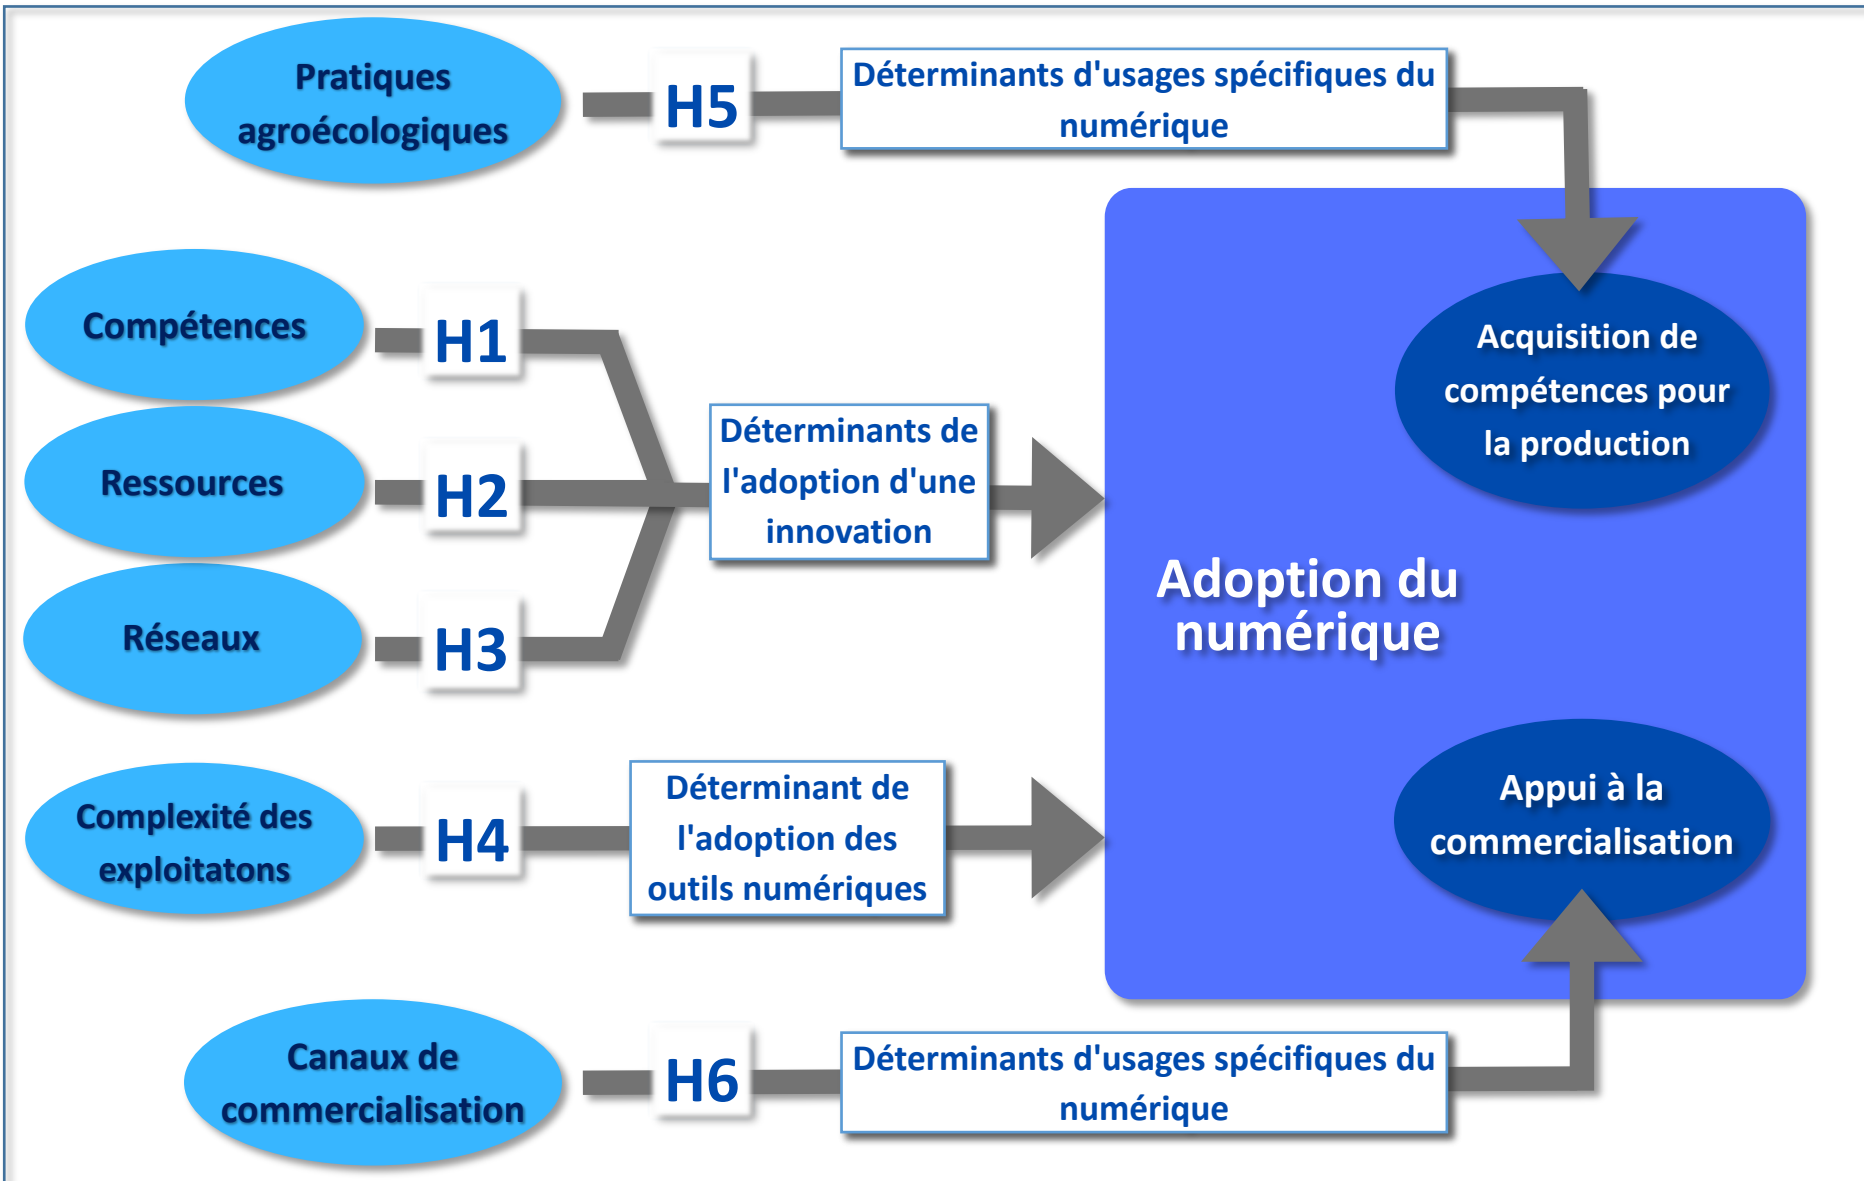 Pratiques
agroécologiques
H5
Déterminants d'usages spécifiques du
numérique
Compétences
H1
Ressources
H2
Réseaux
H3
Déterminants de
l'adoption d'une
innovation
Acquisition de
compétences pour
la production
Adoption du
numérique
Complexité des
exploitatons
H4
Déterminant de
l'adoption des
outils numériques
Appui à la
commercialisation
Canaux de
commercialisation
H6
Déterminants d'usages spécifiques du
numérique